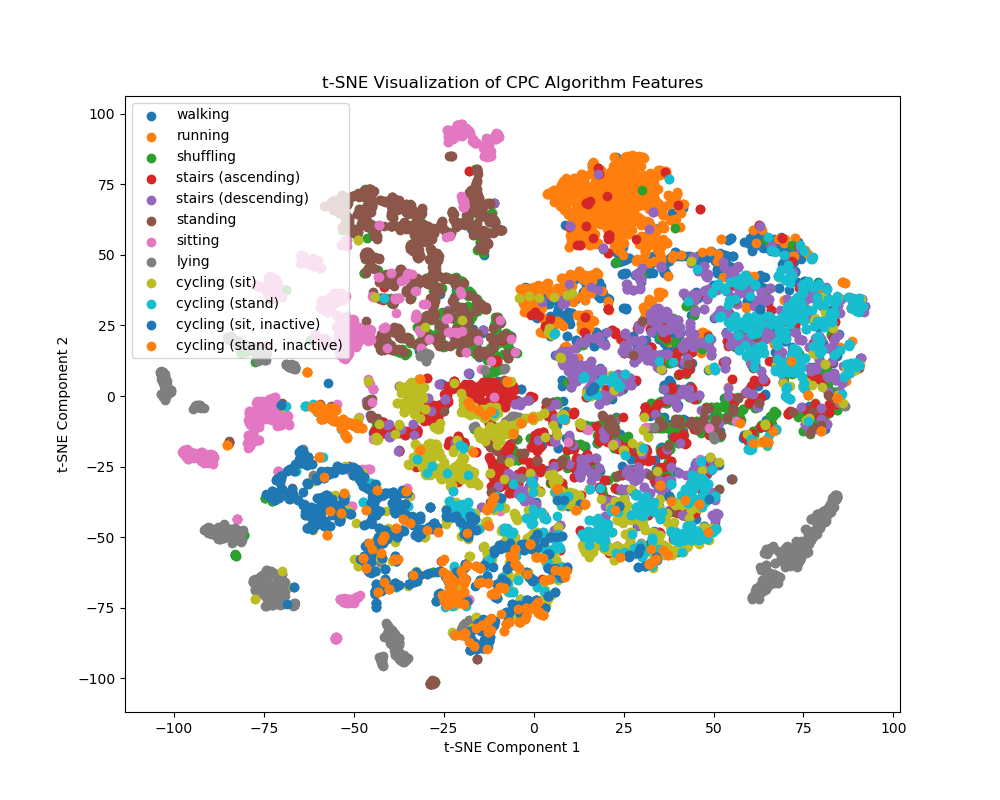 t-SNE Visualization of CPC Algorithm Features
walking
running
shuffling
stairs (ascending)
stairs (descending)
standing
sitting
lying
cycling (sit)
cycling (stand)
cycling (sit, inactive)
cycling (stand, inactive)
100
75
50
25
0
−25
−50
−75
−100
t-SNE Component 2
−100
−75
−50
−25
0
25
50
75
100
t-SNE Component 1